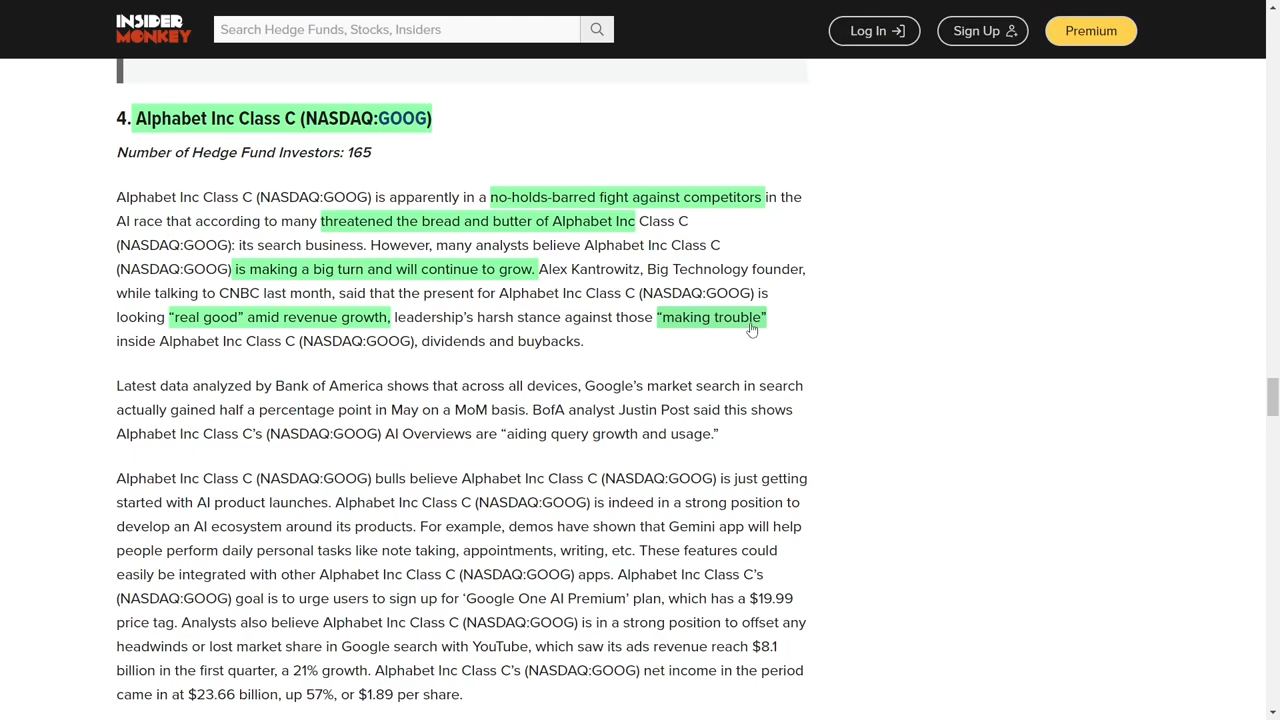 INSIDER
MONKEY
Search Hedge Funds, Stocks, Insiders
Log In
Sign Up
Premium
4. Alphabet Inc Class C (NASDAQ:GOOG)
Number of Hedge Fund Investors: 165
Alphabet Inc Class C (NASDAQ:GOOG) is apparently in a no-holds-barred fight against competitors in the
AI race that according to many threatened the bread and butter of Alphabet Inc Class C
(NASDAQ:GOOG): its search business. However, many analysts believe Alphabet Inc Class C
(NASDAQ:GOOG) is making a big turn and will continue to grow. Alex Kantrowitz, Big Technology founder,
while talking to CNBC last month, said that the present for Alphabet Inc Class C (NASDAQ:GOOG) is
looking “real good” amid revenue growth, leadership’s harsh stance against those “making trouble”
inside Alphabet Inc Class C (NASDAQ:GOOG), dividends and buybacks.
Latest data analyzed by Bank of America shows that across all devices, Google’s market search in search
actually gained half a percentage point in May on a MoM basis. BofA analyst Justin Post said this shows
Alphabet Inc Class C’s (NASDAQ:GOOG) AI Overviews are “aiding query growth and usage.”
Alphabet Inc Class C (NASDAQ:GOOG) bulls believe Alphabet Inc Class C (NASDAQ:GOOG) is just getting
started with AI product launches. Alphabet Inc Class C (NASDAQ:GOOG) is indeed in a strong position to
develop an AI ecosystem around its products. For example, demos have shown that Gemini app will help
people perform daily personal tasks like note taking, appointments, writing, etc. These features could
easily be integrated with other Alphabet Inc Class C (NASDAQ:GOOG) apps. Alphabet Inc Class C’s
(NASDAQ:GOOG) goal is to urge users to sign up for ‘Google One AI Premium’ plan, which has a $19.99
price tag. Analysts also believe Alphabet Inc Class C (NASDAQ:GOOG) is in a strong position to offset any
headwinds or lost market share in Google search with YouTube, which saw its ads revenue reach $8.1
billion in the first quarter, a 21% growth. Alphabet Inc Class C’s (NASDAQ:GOOG) net income in the period
came in at $23.66 billion, up 57%, or $1.89 per share.